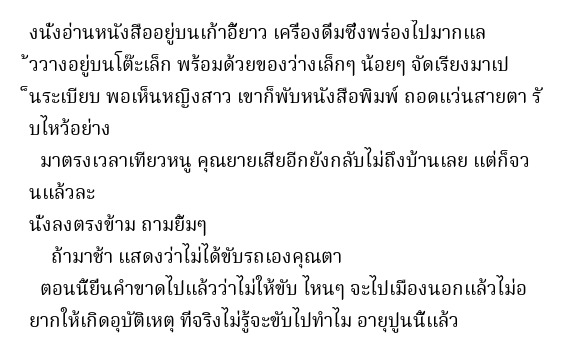 งนั่งอ่านหนังสืออยู่บนเก้าอี้ยาว เครื่องดื่มซึ่งพร่องไปมากแล
้ววางอยู่บนโต๊ะเล็ก พร้อมด้วยของว่างเล็กๆ น้อยๆ จัดเรียงมาเป
็นระเบียบ พอเห็นหญิงสาว เขาก็พับหนังสือพิมพ์ ถอดแว่นสายตา รั
บไหว้อย่าง
มาตรงเวลาเทียวหนู คุณยายเสียอีกยังกลับไม่ถึงบ้านเลย แต่ก็จว
นแล้วละ
นั่งลงตรงข้าม ถามยิ้มๆ
ถ้ามาช้า แสดงว่าไม่ได้ขับรถเองคุณตา
ตอนนี้ยื่นคำขาดไปแล้วว่าไม่ให้ขับ ไหนๆ จะไปเมืองนอกแล้วไม่อ
ยากให้เกิดอุบัติเหตุ ที่จริงไม่รู้จะขับไปทำไม อายุปูนนี้แล้ว